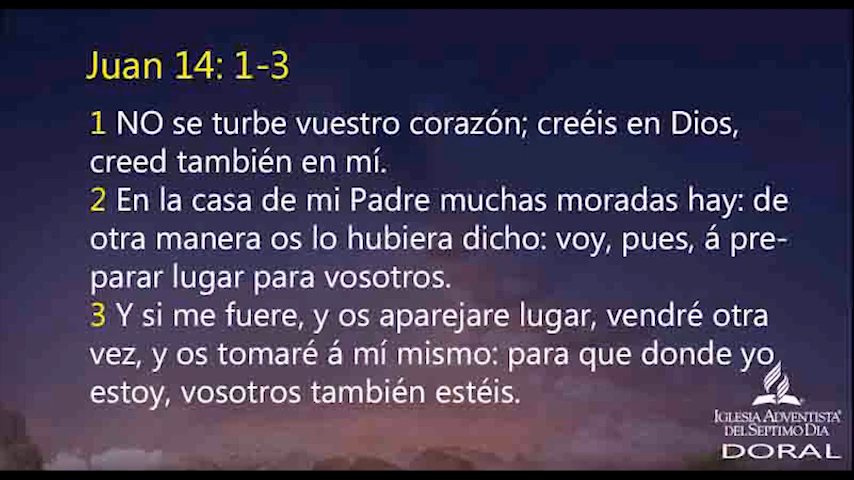 Juan 14: 1-3
1 NO se turbe vuestro corazón; creéis en Dios,
creed también en mí.
2 En la casa de mi Padre muchas moradas hay: de
otra manera os lo hubiera dicho: voy, pues, á pre-
parar lugar para vosotros.
3 Y si me fuere, y os aparejare lugar, vendré otra
vez, y os tomaré á mí mismo: para que donde yo
estoy, vosotros también estéis.
IGLESIA ADVENTISTA®
DEL SEPTIMO DIA
DORAL